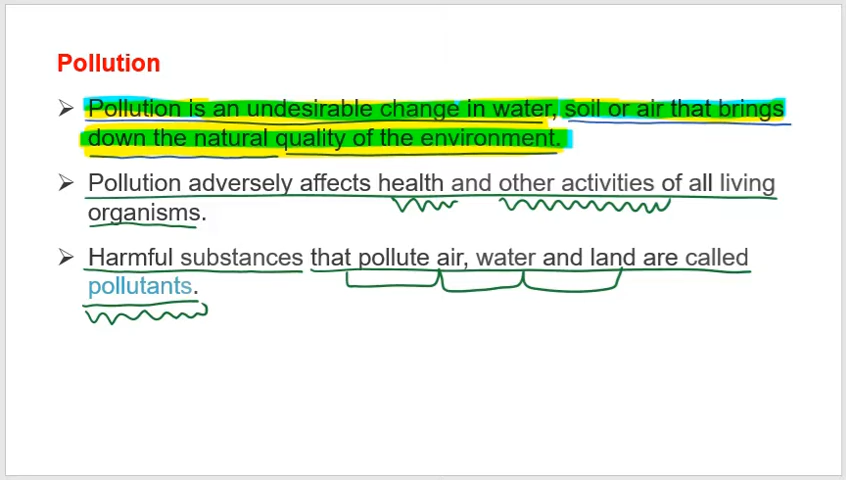 Pollution
➢ Pollution is an undesirable change in water, soil or air that brings
down the natural quality of the environment.
➢ Pollution adversely affects health and other activities of all living
organisms.
➢ Harmful substances that pollute air, water and land are called
pollutants.